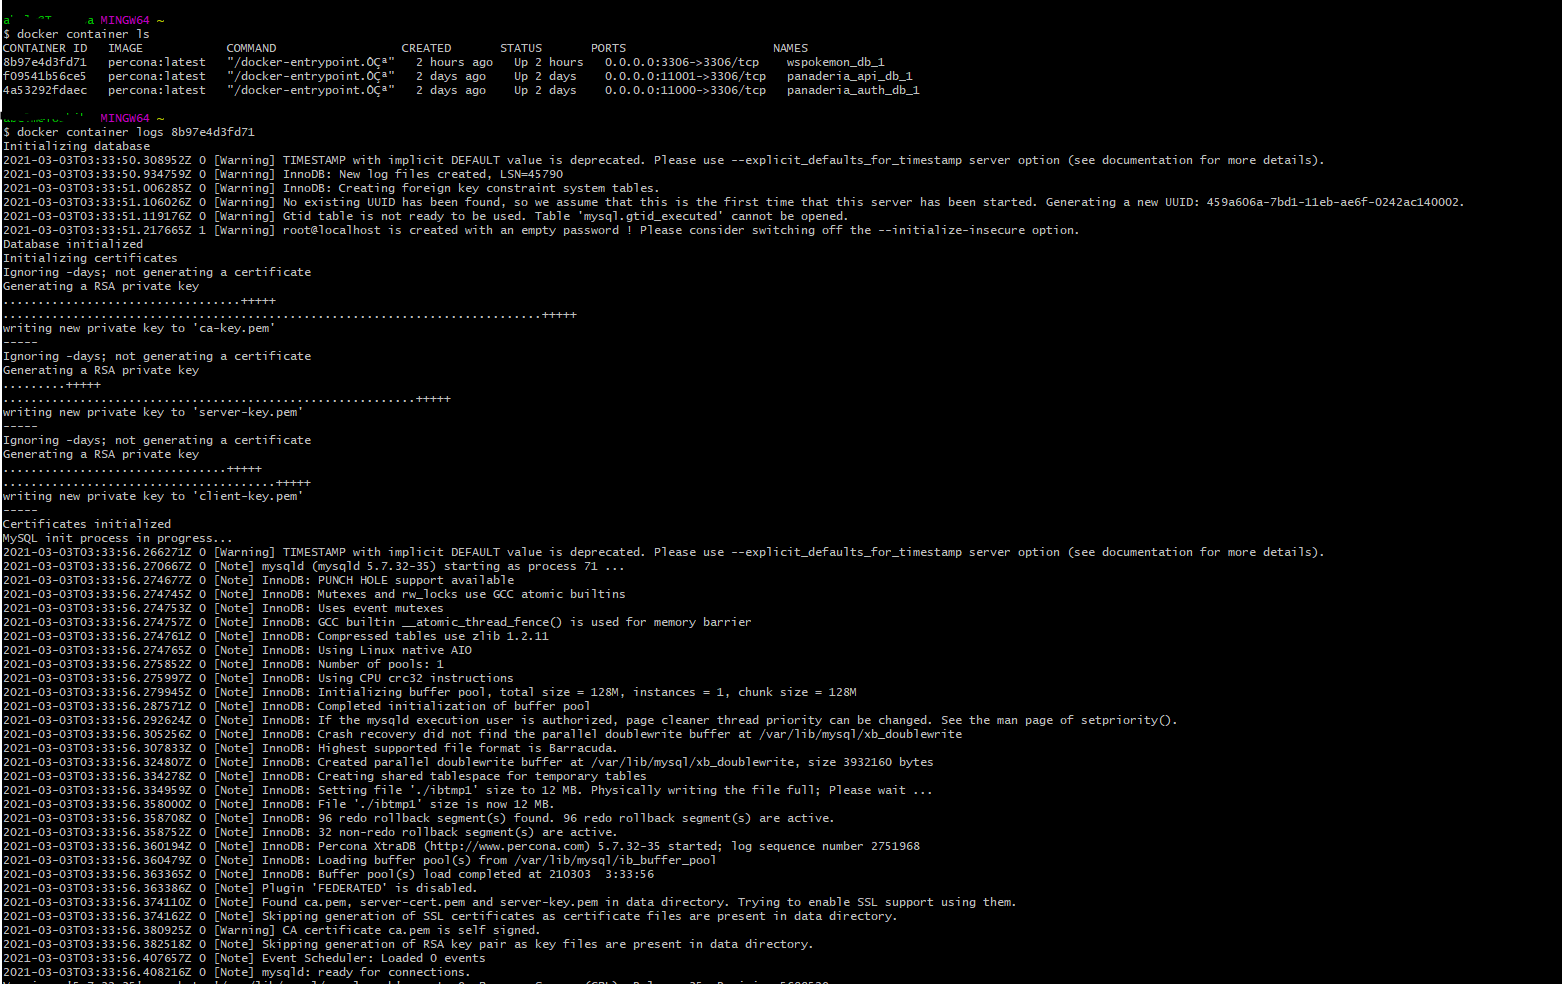 MINGW64 ~
$ docker container ls
CONTAINER ID   IMAGE            COMMAND                  CREATED       STATUS       PORTS                     NAMES
8b97e4d3fd71   percona:latest   "/docker-entrypoint.ÔÇª"   2 hours ago   Up 2 hours   0.0.0.0:3306->3306/tcp    wspokemon_db_1
f09541b56ce5   percona:latest   "/docker-entrypoint.ÔÇª"   2 days ago    Up 2 days    0.0.0.0:11001->3306/tcp   panaderia_api_db_1
4a53292fdaec   percona:latest   "/docker-entrypoint.ÔÇª"   2 days ago    Up 2 days    0.0.0.0:11000->3306/tcp   panaderia_auth_db_1
MINGW64 ~
$ docker container logs 8b97e4d3fd71
Initializing database
2021-03-03T03:33:50.308952Z 0 [Warning] TIMESTAMP with implicit DEFAULT value is deprecated. Please use --explicit_defaults_for_timestamp server option (see documentation for more details).
2021-03-03T03:33:50.934759Z 0 [Warning] InnoDB: New log files created, LSN=45790
2021-03-03T03:33:51.006285Z 0 [Warning] InnoDB: Creating foreign key constraint system tables.
2021-03-03T03:33:51.106026Z 0 [Warning] No existing UUID has been found, so we assume that this is the first time that this server has been started. Generating a new UUID: 459a606a-7bd1-11eb-ae6f-0242ac140002.
2021-03-03T03:33:51.119176Z 0 [Warning] Gtid table is not ready to be used. Table 'mysql.gtid_executed' cannot be opened.
2021-03-03T03:33:51.217665Z 1 [Warning] root@localhost is created with an empty password ! Please consider switching off the --initialize-insecure option.
Database initialized
Initializing certificates
Ignoring -days; not generating a certificate
Generating a RSA private key
..................................+++++
.............................................................................+++++
writing new private key to 'ca-key.pem'
-----
Ignoring -days; not generating a certificate
Generating a RSA private key
.........+++++
...........................................................+++++
writing new private key to 'server-key.pem'
-----
Ignoring -days; not generating a certificate
Generating a RSA private key
................................+++++
.......................................+++++
writing new private key to 'client-key.pem'
-----
Certificates initialized
MySQL init process in progress...
2021-03-03T03:33:56.266271Z 0 [Warning] TIMESTAMP with implicit DEFAULT value is deprecated. Please use --explicit_defaults_for_timestamp server option (see documentation for more details).
2021-03-03T03:33:56.270667Z 0 [Note] mysqld (mysqld 5.7.32-35) starting as process 71 ...
2021-03-03T03:33:56.274677Z 0 [Note] InnoDB: PUNCH HOLE support available
2021-03-03T03:33:56.274745Z 0 [Note] InnoDB: Mutexes and rw_locks use GCC atomic builtins
2021-03-03T03:33:56.274753Z 0 [Note] InnoDB: Uses event mutexes
2021-03-03T03:33:56.274757Z 0 [Note] InnoDB: GCC builtin __atomic_thread_fence() is used for memory barrier
2021-03-03T03:33:56.274761Z 0 [Note] InnoDB: Compressed tables use zlib 1.2.11
2021-03-03T03:33:56.274765Z 0 [Note] InnoDB: Using Linux native AIO
2021-03-03T03:33:56.275852Z 0 [Note] InnoDB: Number of pools: 1
2021-03-03T03:33:56.275997Z 0 [Note] InnoDB: Using CPU crc32 instructions
2021-03-03T03:33:56.279945Z 0 [Note] InnoDB: Initializing buffer pool, total size = 128M, instances = 1, chunk size = 128M
2021-03-03T03:33:56.287571Z 0 [Note] InnoDB: Completed initialization of buffer pool
2021-03-03T03:33:56.292624Z 0 [Note] InnoDB: If the mysqld execution user is authorized, page cleaner thread priority can be changed. See the man page of setpriority().
2021-03-03T03:33:56.305256Z 0 [Note] InnoDB: Crash recovery did not find the parallel doublewrite buffer at /var/lib/mysql/xb_doublewrite
2021-03-03T03:33:56.307833Z 0 [Note] InnoDB: Highest supported file format is Barracuda.
2021-03-03T03:33:56.324807Z 0 [Note] InnoDB: Created parallel doublewrite buffer at /var/lib/mysql/xb_doublewrite, size 3932160 bytes
2021-03-03T03:33:56.334278Z 0 [Note] InnoDB: Creating shared tablespace for temporary tables
2021-03-03T03:33:56.334959Z 0 [Note] InnoDB: Setting file './ibtmp1' size to 12 MB. Physically writing the file full; Please wait ...
2021-03-03T03:33:56.358000Z 0 [Note] InnoDB: File './ibtmp1' size is now 12 MB.
2021-03-03T03:33:56.358708Z 0 [Note] InnoDB: 96 redo rollback segment(s) found. 96 redo rollback segment(s) are active.
2021-03-03T03:33:56.358752Z 0 [Note] InnoDB: 32 non-redo rollback segment(s) are active.
2021-03-03T03:33:56.360194Z 0 [Note] InnoDB: Percona XtraDB (http://www.percona.com) 5.7.32-35 started; log sequence number 2751968
2021-03-03T03:33:56.360479Z 0 [Note] InnoDB: Loading buffer pool(s) from /var/lib/mysql/ib_buffer_pool
2021-03-03T03:33:56.363365Z 0 [Note] InnoDB: Buffer pool(s) load completed at 210303  3:33:56
2021-03-03T03:33:56.363386Z 0 [Note] Plugin 'FEDERATED' is disabled.
2021-03-03T03:33:56.374110Z 0 [Note] Found ca.pem, server-cert.pem and server-key.pem in data directory. Trying to enable SSL support using them.
2021-03-03T03:33:56.374162Z 0 [Note] Skipping generation of SSL certificates as certificate files are present in data directory.
2021-03-03T03:33:56.380925Z 0 [Warning] CA certificate ca.pem is self signed.
2021-03-03T03:33:56.382518Z 0 [Note] Skipping generation of RSA key pair as key files are present in data directory.
2021-03-03T03:33:56.407657Z 0 [Note] Event Scheduler: Loaded 0 events
2021-03-03T03:33:56.408216Z 0 [Note] mysqld: ready for connections.